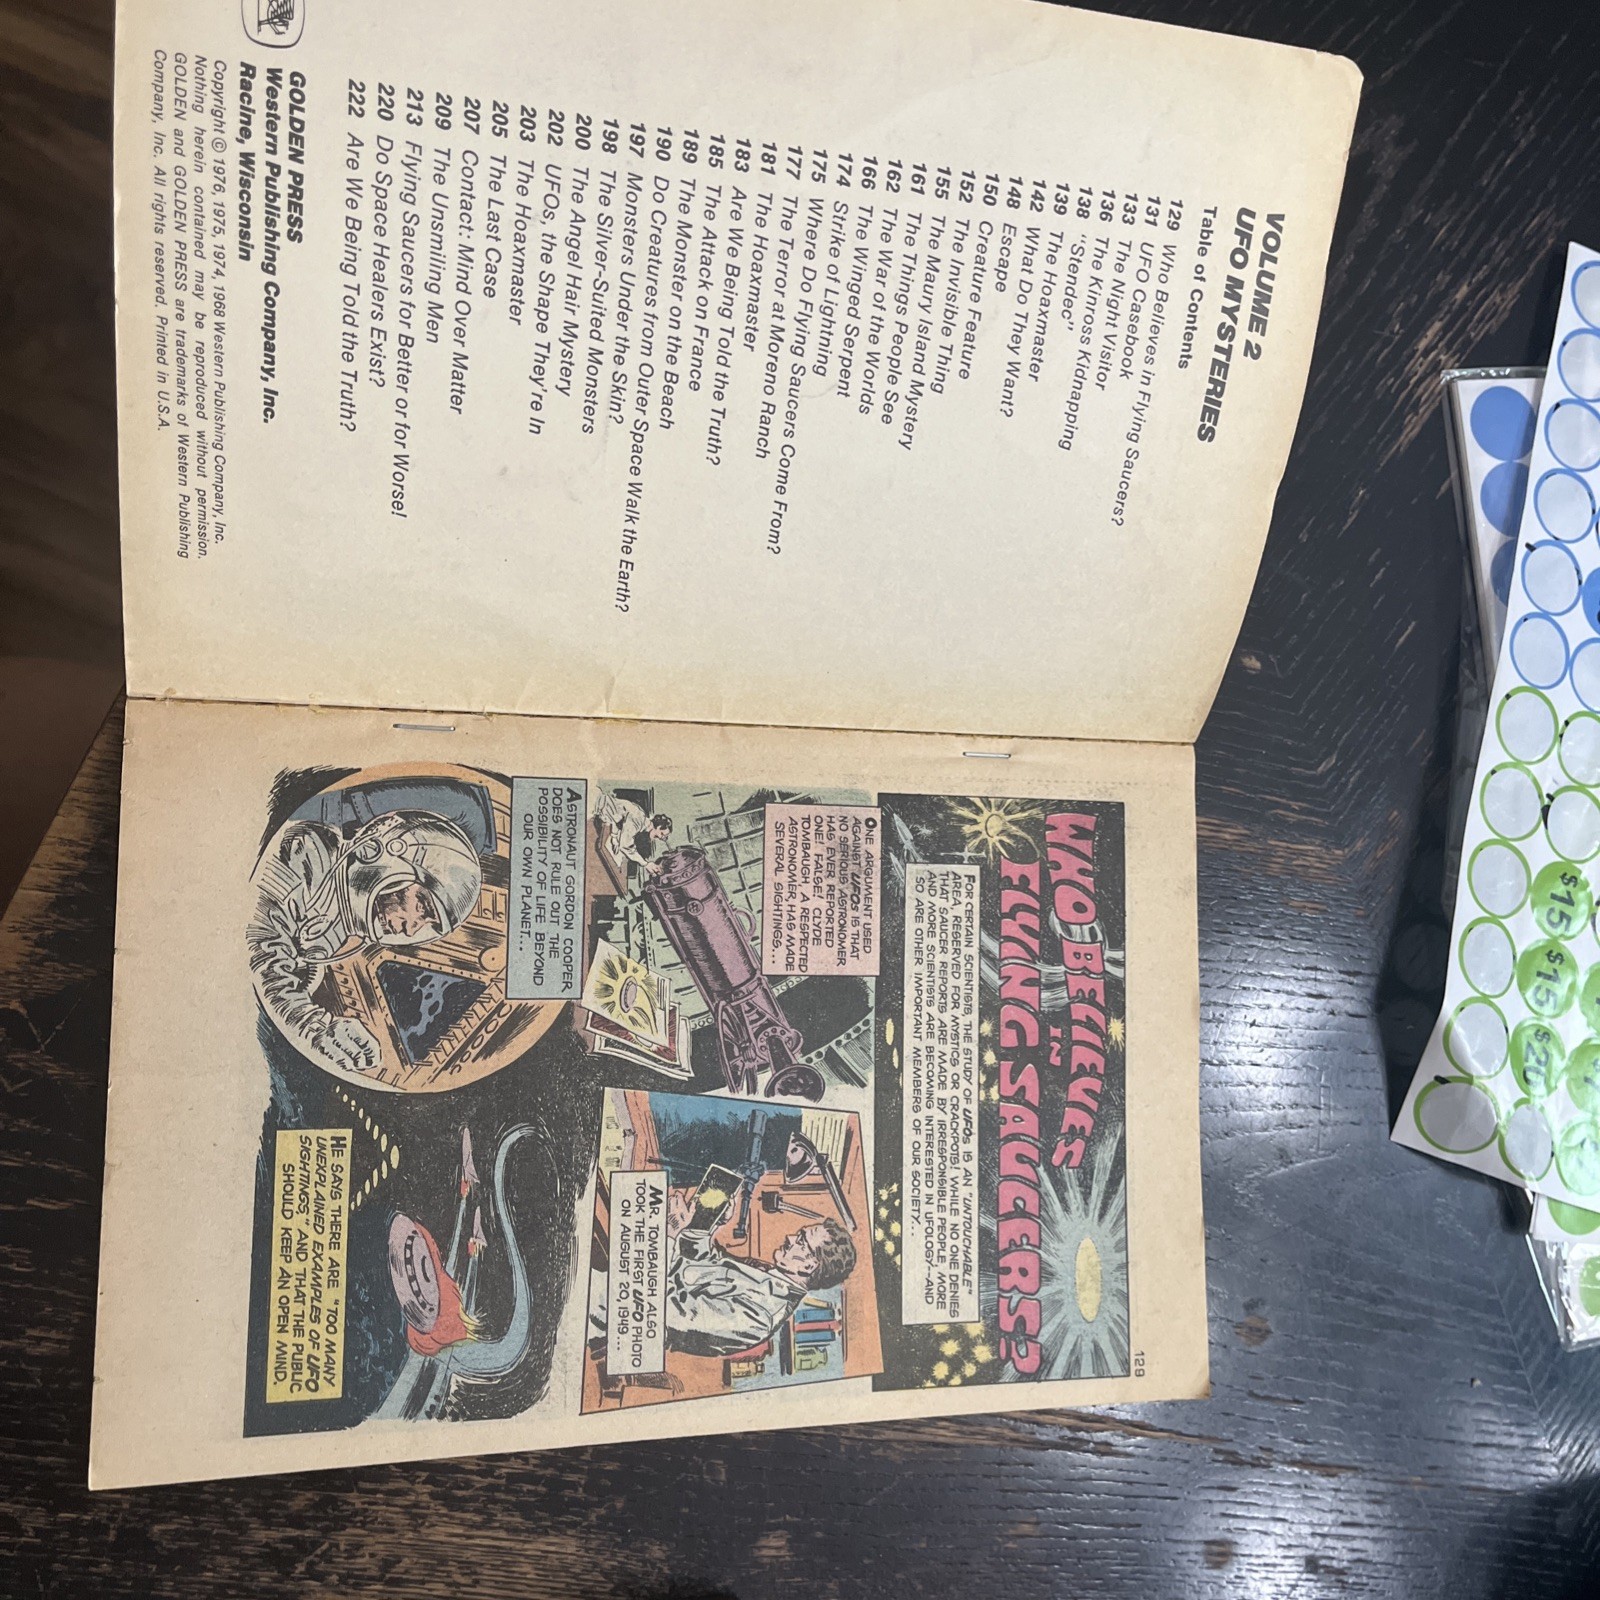 VOLUME 2
UFO MYSTERIES
Table of Contents
129 Who Believes in Flying Saucers?
131 UFO Casebook
133 The Night Visitor
136 The Kinross Kidnapping
138 "Stendec"
139 The Hoaxmaster
142 What Do They Want?
148 Escape
150 Creature Feature
152 The Invisible Thing
155 The Maury Island Mystery
161 The Things People See
162 The War of the Worlds
166 The Winged Serpent
174 Strike of Lightning
175 Where Do Flying Saucers Come From?
177 The Terror at Moreno Ranch
181 The Hoaxmaster
183 Are We Being Told the Truth?
185 The Attack on France
189 The Monster on the Beach
190 Do Creatures from Outer Space Walk the Earth?
197 Monsters Under the Skin?
198 The Silver-Suited Monsters
200 The Angel Hair Mystery
202 UFOs, the Shape They're In
203 The Hoaxmaster
205 The Last Case
207 Contact: Mind Over Matter
209 The Unsmiling Men
213 Flying Saucers for Better or for Worse!
220 Do Space Healers Exist?
222 Are We Being Told the Truth?
GOLDEN PRESS
Western Publishing Company, Inc.
Racine, Wisconsin
Copyright © 1976, 1975, 1974, 1968 Western Publishing Company, Inc.
Nothing herein contained may be reproduced without permission.
GOLDEN and GOLDEN PRESS are trademarks of Western Publishing
Company, Inc. All rights reserved. Printed in U.S.A.
129
WHO BELIEVES
IN
FLYING SAUCERS?
FOR CERTAIN SCIENTISTS, THE STUDY OF UFOS IS AN "UNTOUCHABLE"
AREA, RESERVED FOR MYSTICS OR CRACKPOTS! WHILE NO ONE DENIES
THAT SAUCER REPORTS ARE MADE BY IRRESPONSIBLE PEOPLE, MORE
AND MORE SCIENTISTS ARE BECOMING INTERESTED IN UFOLOGY--AND
SO ARE OTHER IMPORTANT MEMBERS OF OUR SOCIETY...
ONE ARGUMENT USED
AGAINST UFOS IS THAT
NO SERIOUS ASTRONOMER
HAS EVER REPORTED
ONE! FALSE! CLYDE
TOMBAUGH, A RESPECTED
ASTRONOMER, HAS MADE
SEVERAL SIGHTINGS...
MR. TOMBAUGH ALSO
TOOK THE FIRST UFO PHOTO
ON AUGUST 20, 1949...
ASTRONAUT GORDON COOPER
DOES NOT RULE OUT THE
POSSIBILITY OF LIFE BEYOND
OUR OWN PLANET...
HE SAYS THERE ARE "TOO MANY
UNEXPLAINED EXAMPLES OF UFO
SIGHTINGS," AND THAT THE PUBLIC
SHOULD KEEP AN OPEN MIND.
$15
$15
$20